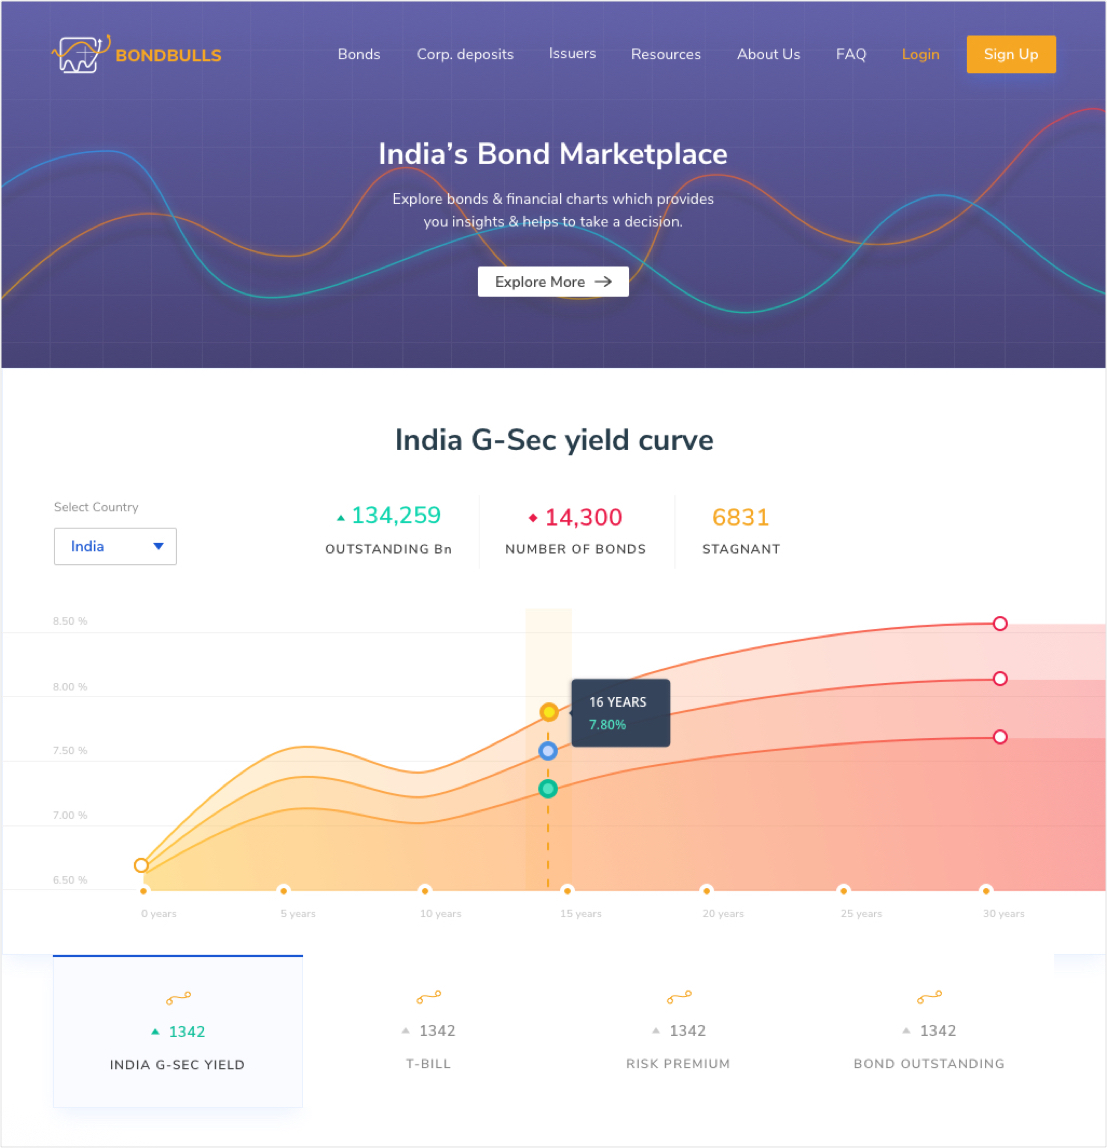 BONDBULLS
Bonds
Corp. deposits
Issuers
Resources
About Us
FAQ
Login
Sign Up
India's Bond Marketplace
Explore bonds & financial charts which provides
you insights & helps to take a decision.
Explore More
India G-Sec yield curve
Select Country
India
134,259
OUTSTANDING Bn
14,300
NUMBER OF BONDS
6831
STAGNANT
8.50 %
8.00 %
7.50 %
7.00 %
6.50 %
16 YEARS
7.80%
0 years
5 years
10 years
15 years
20 years
25 years
30 years
1342
INDIA G-SEC YIELD
1342
T-BILL
1342
RISK PREMIUM
1342
BOND OUTSTANDING